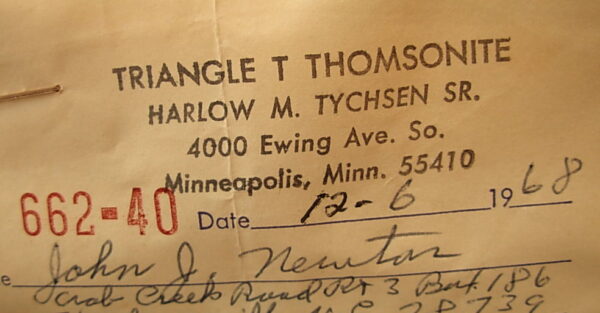 TRIANGLE T THOMSONITE
HARLOW M. TYCHSEN SR.
4000 Ewing Ave. So.
Minneapolis, Minn. 55410
662-40 Date 12-6 1968
e John J. Newton
Crab Creek Road Rt 3 Box 186
N.C. 28739